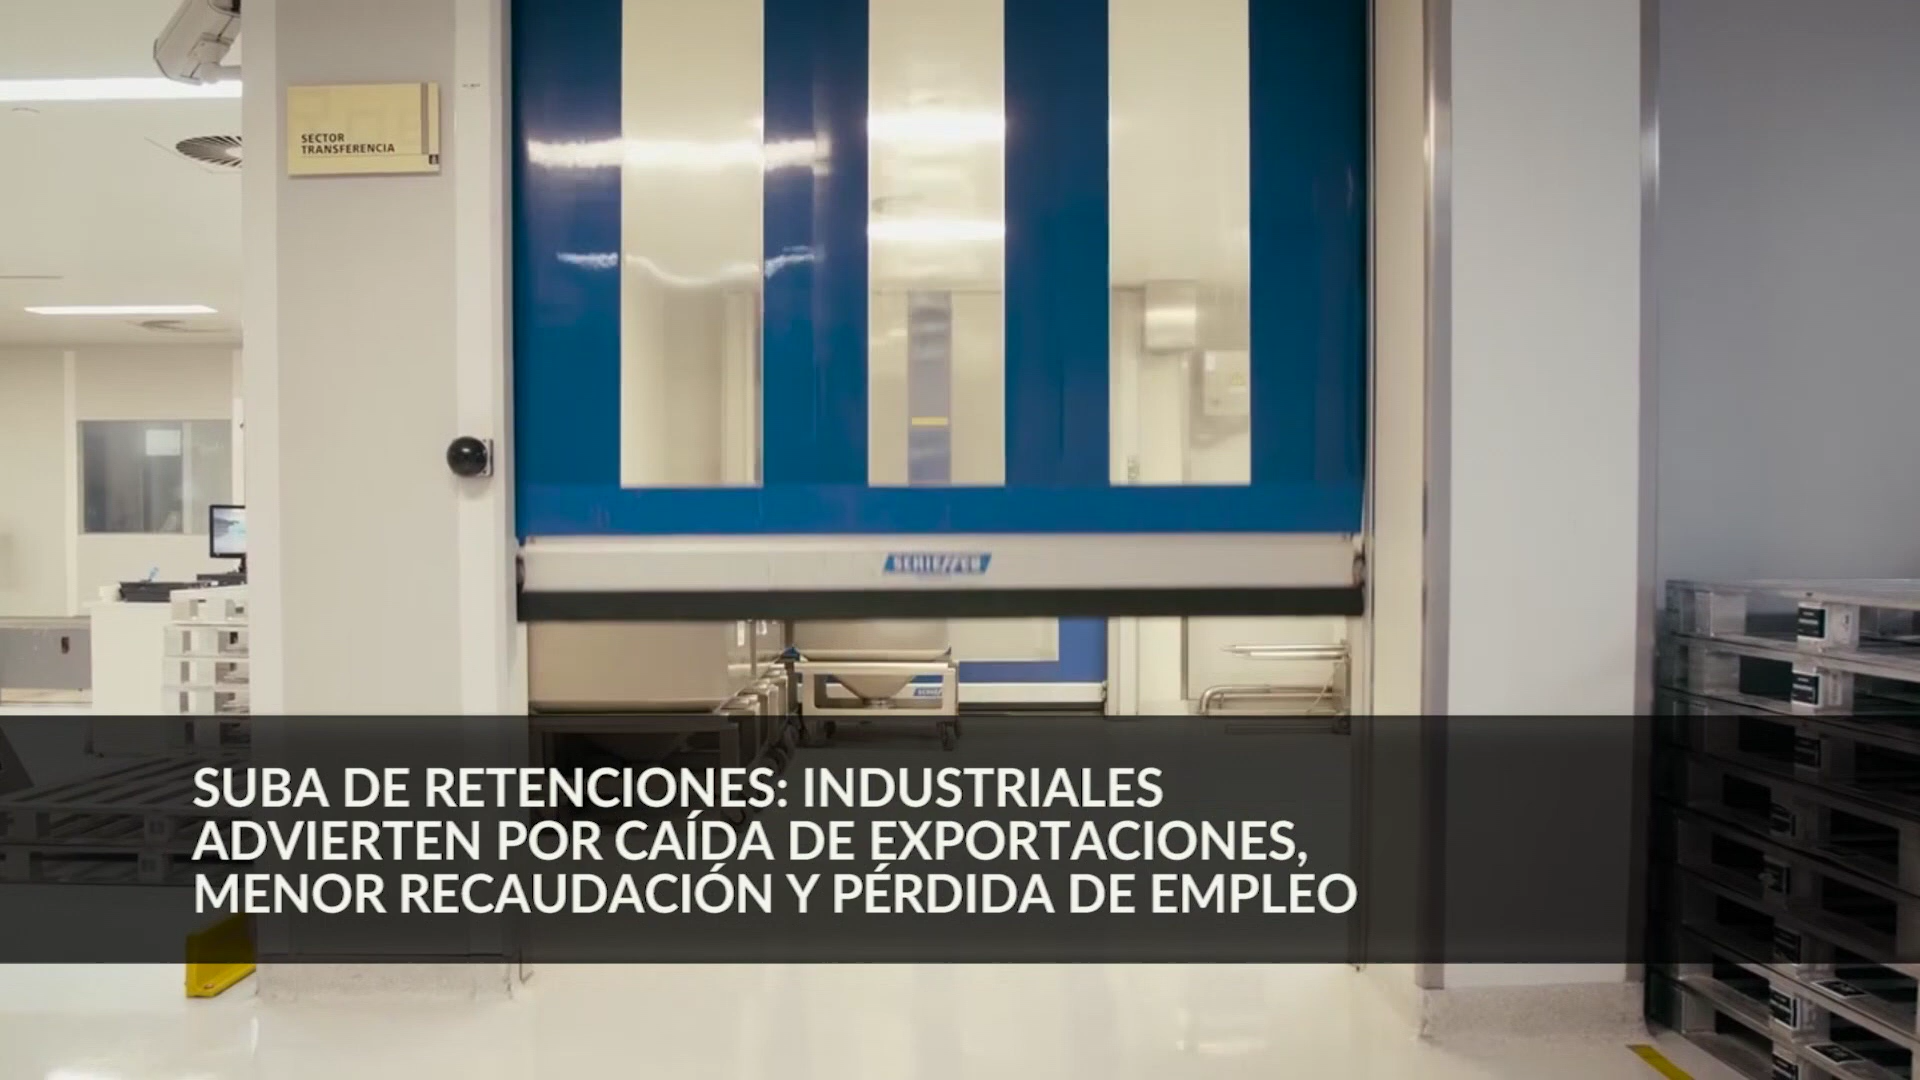 SECTOR
TRANSFERENCIA
SUBA DE RETENCIONES: INDUSTRIALES
ADVIERTEN POR CAÍDA DE EXPORTACIONES,
MENOR RECAUDACIÓN Y PÉRDIDA DE EMPLEO